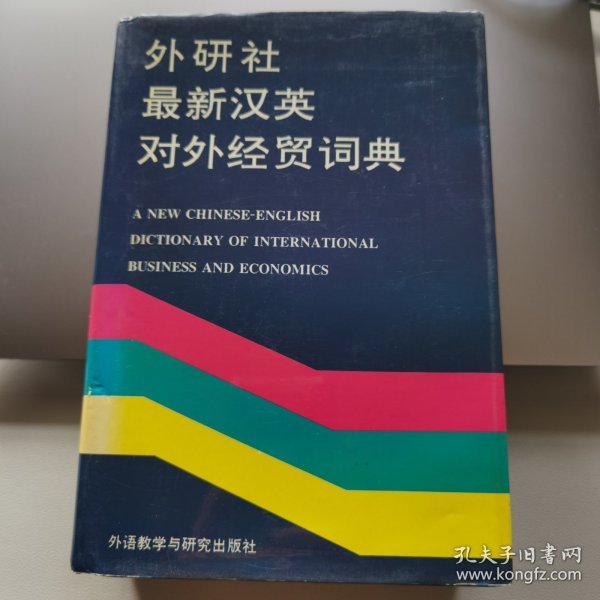 外研社
最新汉英
对外经贸词典
A NEW CHINESE-ENGLISH
DICTIONARY OF INTERNATIONAL
BUSINESS AND ECONOMICS
外语教学与研究出版社
孔夫子旧书网
www.kongfz.com